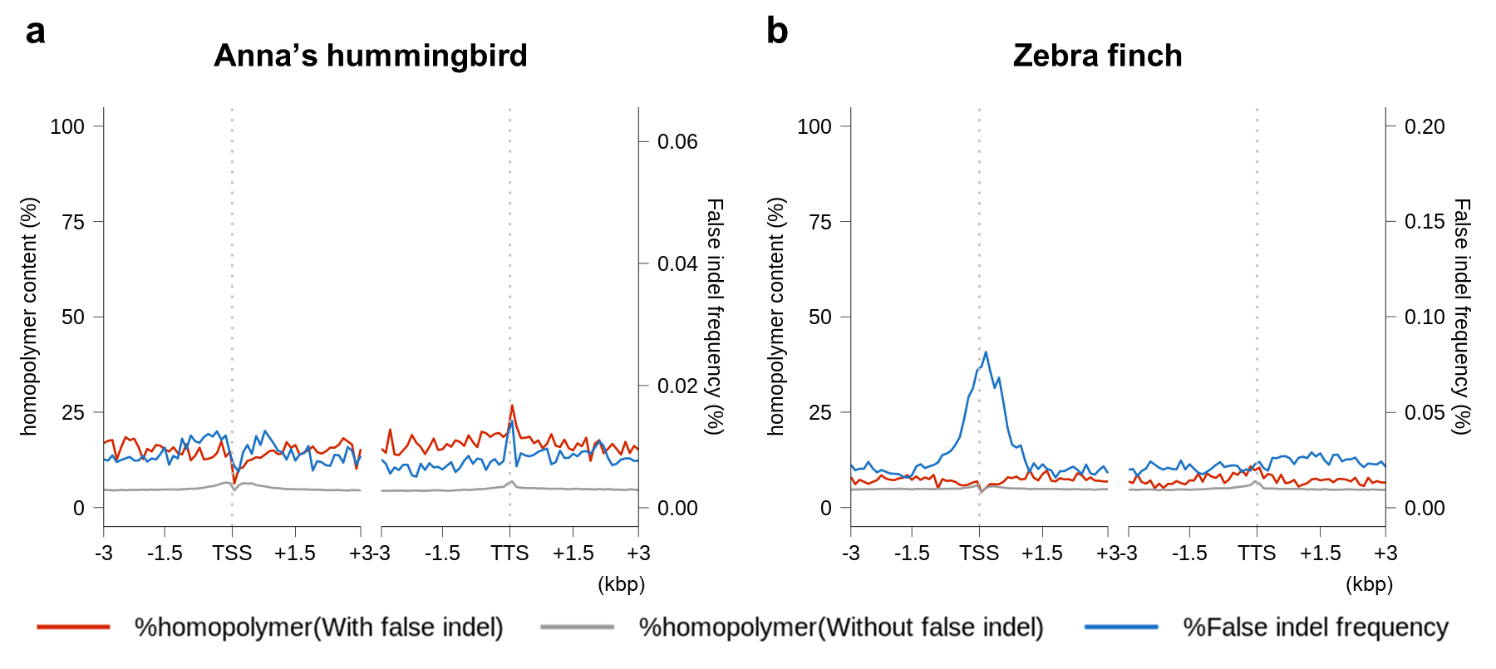 a
Anna’s hummingbird
homopolymer content (%)
100
75
50
25
0
0.06
0.04
0.02
0.00
False indel frequency (%)
-3 -1.5 TSS +1.5 +3 -3 -1.5 TTS +1.5 +3
(kbp)
b
Zebra finch
homopolymer content (%)
100
75
50
25
0
0.20
0.15
0.10
0.05
0.00
False indel frequency (%)
-3 -1.5 TSS +1.5 +3 -3 -1.5 TTS +1.5 +3
(kbp)
%homopolymer(With false indel) %homopolymer(Without false indel) %False indel frequency